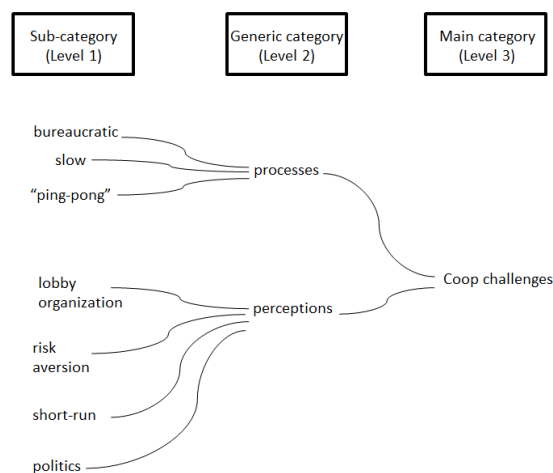 Sub-category
(Level 1)
Generic category
(Level 2)
Main category
(Level 3)
bureaucratic
slow
“ping-pong”
processes
lobby
organization
risk
aversion
short-run
politics
perceptions
Coop challenges